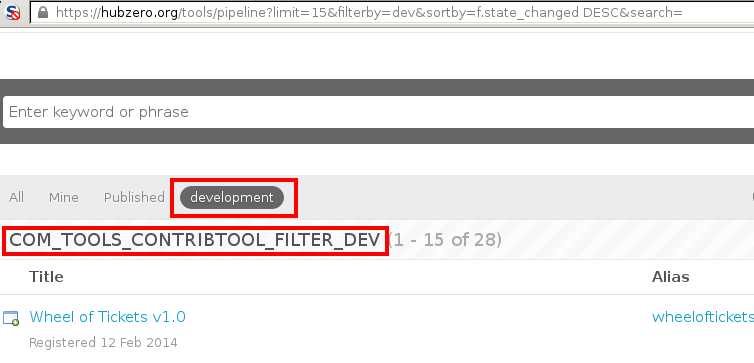 https://hubzero.org/tools/pipeline?limit=15&filterby=dev&sortby=f.state_changed DESC&search=
Enter keyword or phrase
All Mine Published development
COM_TOOLS_CONTRIBTOOL_FILTER_DEV (1 - 15 of 28)
Title Alias
Wheel of Tickets v1.0 wheeloftickets
Registered 12 Feb 2014